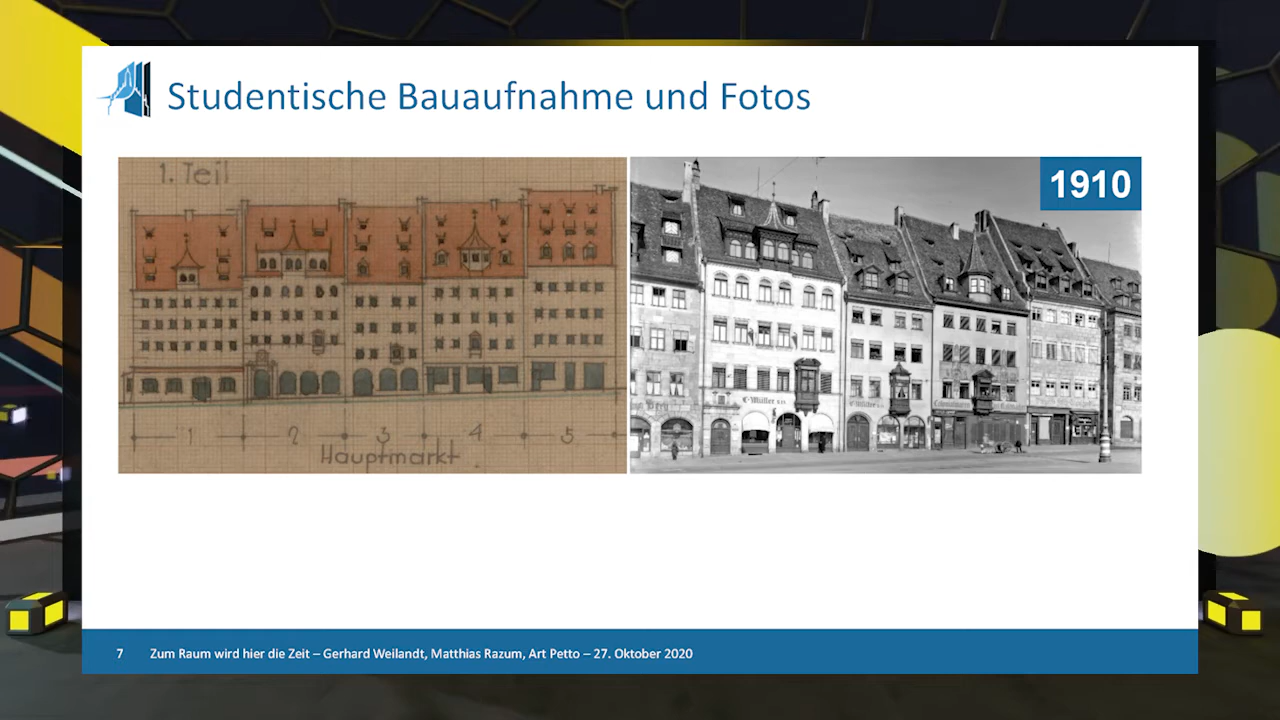 Studentische Bauaufnahme und Fotos
1. Teil
1 2 3 4 5
Hauptmarkt
1910
C. Müller
C. Müller
7 Zum Raum wird hier die Zeit – Gerhard Weilandt, Matthias Razum, Art Petto – 27. Oktober 2020